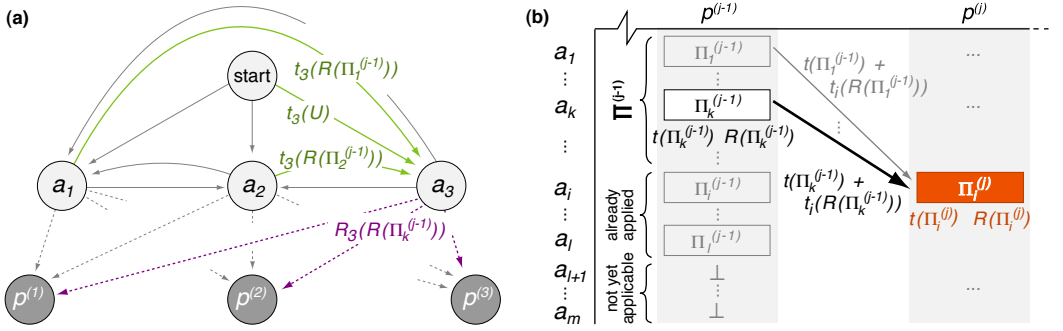 (a)
start
t₃(R(Π₁⁽ʲ⁻¹⁾))
t₃(U)
t₃(R(Π₂⁽ʲ⁻¹⁾))
a₁
a₂
a₃
R₃(R(Πₖ⁽ʲ⁻¹⁾))
p⁽¹⁾
p⁽²⁾
p⁽³⁾
(b)
p⁽ʲ⁻¹⁾
p⁽ʲ⁾
a₁
Π₁⁽ʲ⁻¹⁾
...
⋮
⋮
t(Π₁⁽ʲ⁻¹⁾) +
tᵢ(R(Π₁⁽ʲ⁻¹⁾))
aₖ
Π⁽ʲ⁻¹⁾
Πₖ⁽ʲ⁻¹⁾
...
⋮
t(Πₖ⁽ʲ⁻¹⁾) R(Πₖ⁽ʲ⁻¹⁾)
⋮
⋮
aᵢ
already applied
Πᵢ⁽ʲ⁻¹⁾
t(Πₖ⁽ʲ⁻¹⁾) +
tᵢ(R(Πₖ⁽ʲ⁻¹⁾))
Πᵢ⁽ʲ⁾
t(Πᵢ⁽ʲ⁾) R(Πᵢ⁽ʲ⁾)
⋮
⋮
aₗ
Πₗ⁽ʲ⁻¹⁾
aₗ₊₁
not yet applicable
⊥
...
⋮
⋮
aₘ
⊥